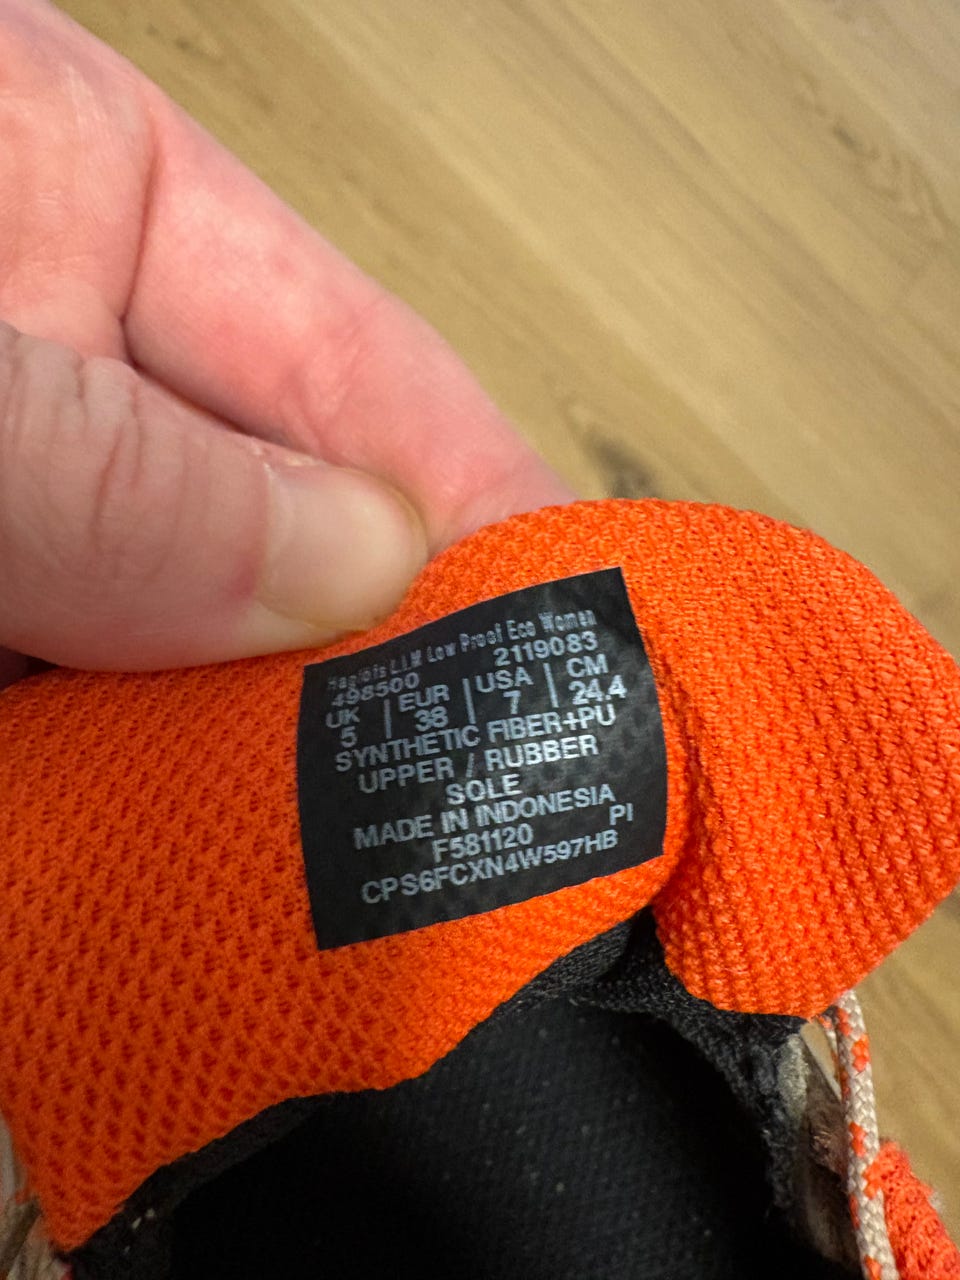 Haglöfs L.I.M Low Proof Eco Women
498500 2119083
UK | EUR | USA | CM
5 | 38 | 7 | 24.4
SYNTHETIC FIBER+PU
UPPER / RUBBER
SOLE
MADE IN INDONESIA
F581120 PI
CPS6FCXN4W597HB